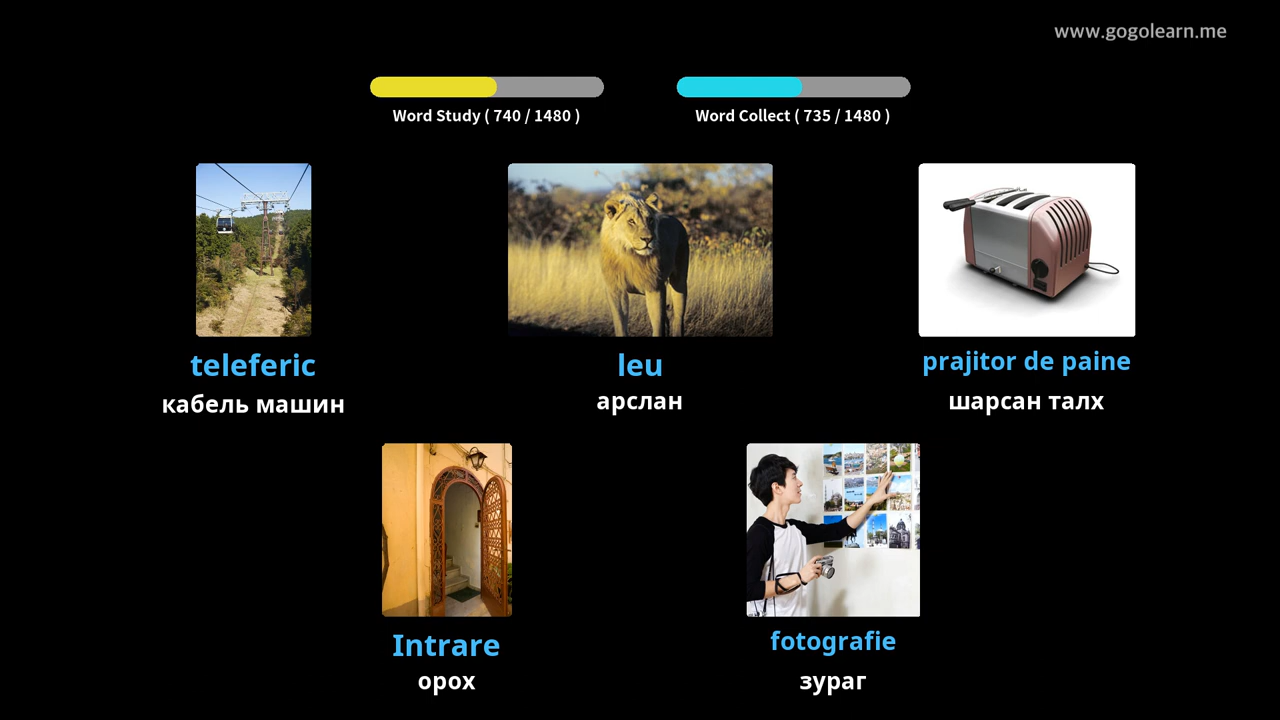 www.gogolearn.me
Word Study ( 740 / 1480 )
Word Collect ( 735 / 1480 )
teleferic
кабель машин
leu
арслан
prajitor de paine
шарсан талх
Intrare
орох
fotografie
зураг